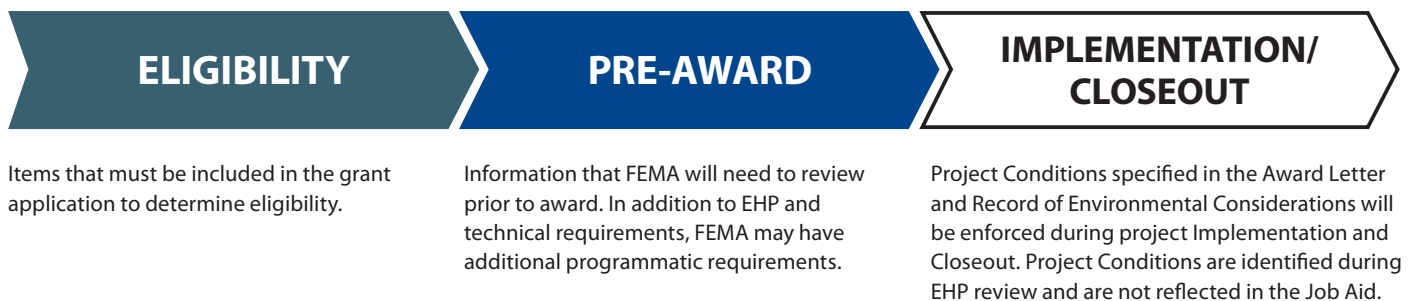 ELIGIBILITY
PRE-AWARD
IMPLEMENTATION/
CLOSEOUT
Items that must be included in the grant
application to determine eligibility.
Information that FEMA will need to review
prior to award. In addition to EHP and
technical requirements, FEMA may have
additional programmatic requirements.
Project Conditions specified in the Award Letter
and Record of Environmental Considerations will
be enforced during project Implementation and
Closeout. Project Conditions are identified during
EHP review and are not reflected in the Job Aid.